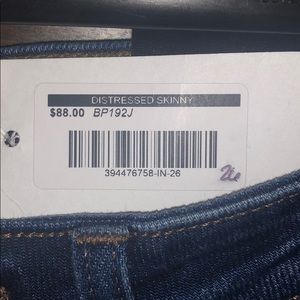 DISTRESSED SKINNY
$88.00 BP192J
394476758-IN-26
26